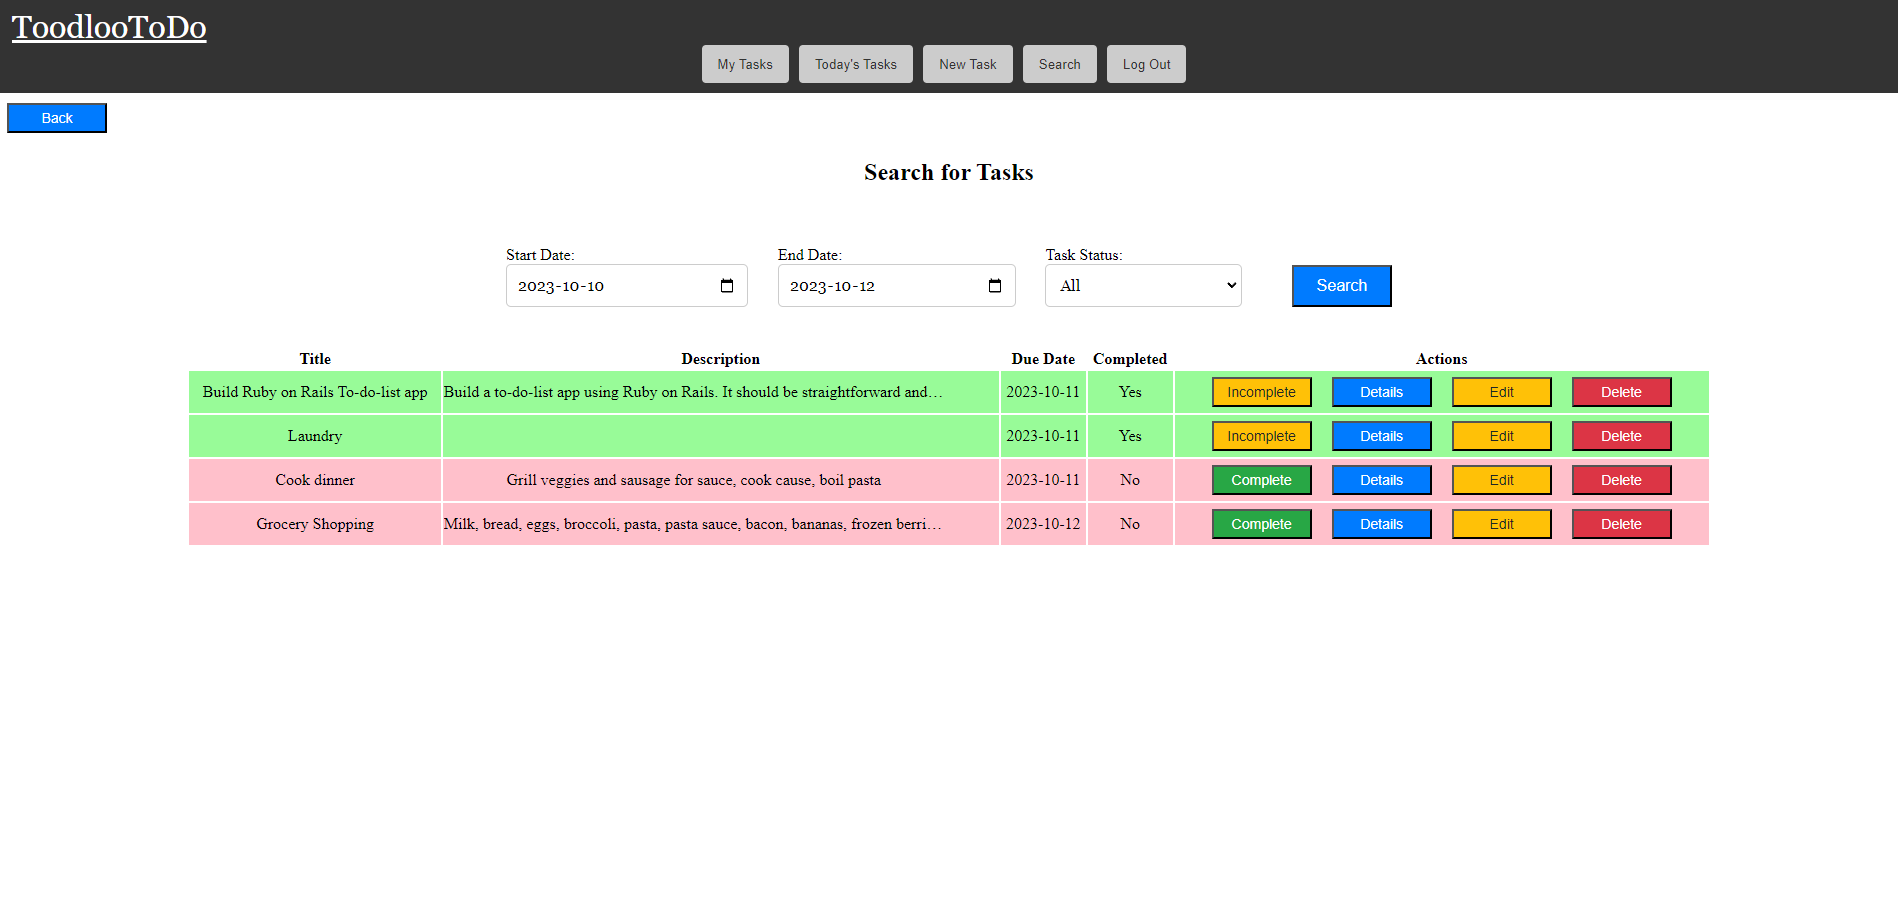 ToodlooToDo
My Tasks Today's Tasks New Task Search Log Out
Back
Search for Tasks
Start Date: End Date: Task Status:
2023-10-10 2023-10-12 All Search
Title Description Due Date Completed Actions
Build Ruby on Rails To-do-list app Build a to-do-list app using Ruby on Rails. It should be straightforward and… 2023-10-11 Yes Incomplete Details Edit Delete
Laundry 2023-10-11 Yes Incomplete Details Edit Delete
Cook dinner Grill veggies and sausage for sauce, cook cause, boil pasta 2023-10-11 No Complete Details Edit Delete
Grocery Shopping Milk, bread, eggs, broccoli, pasta, pasta sauce, bacon, bananas, frozen berri… 2023-10-12 No Complete Details Edit Delete